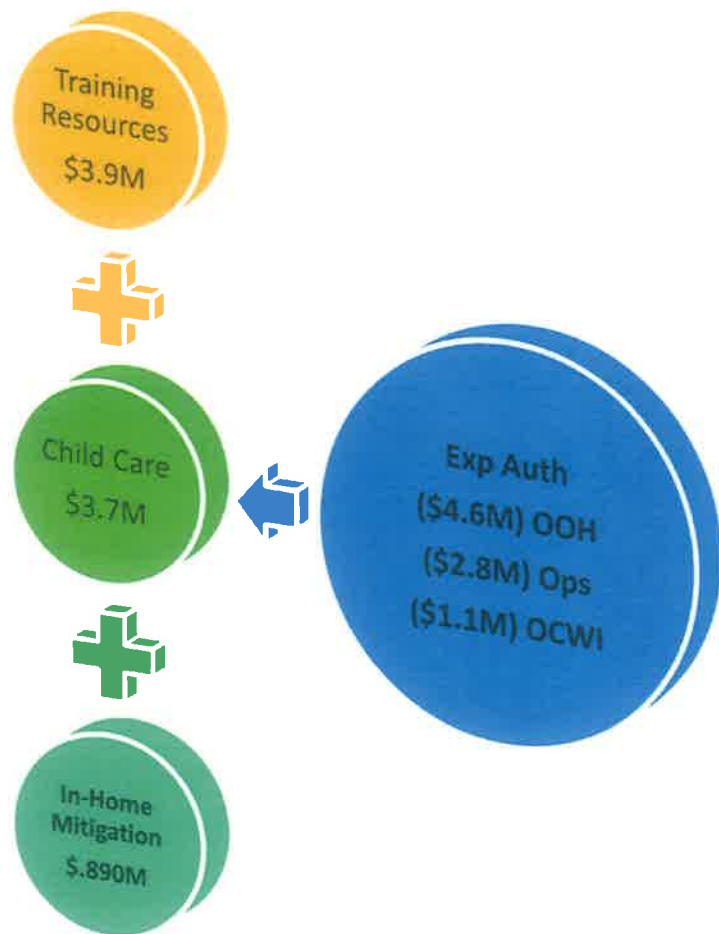 Training
Resources
$3.9M
Child Care
$3.7M
In-Home
Mitigation
$.890M
Exp Auth
($4.6M) OOH
($2.8M) Ops
($1.1M) OCWI